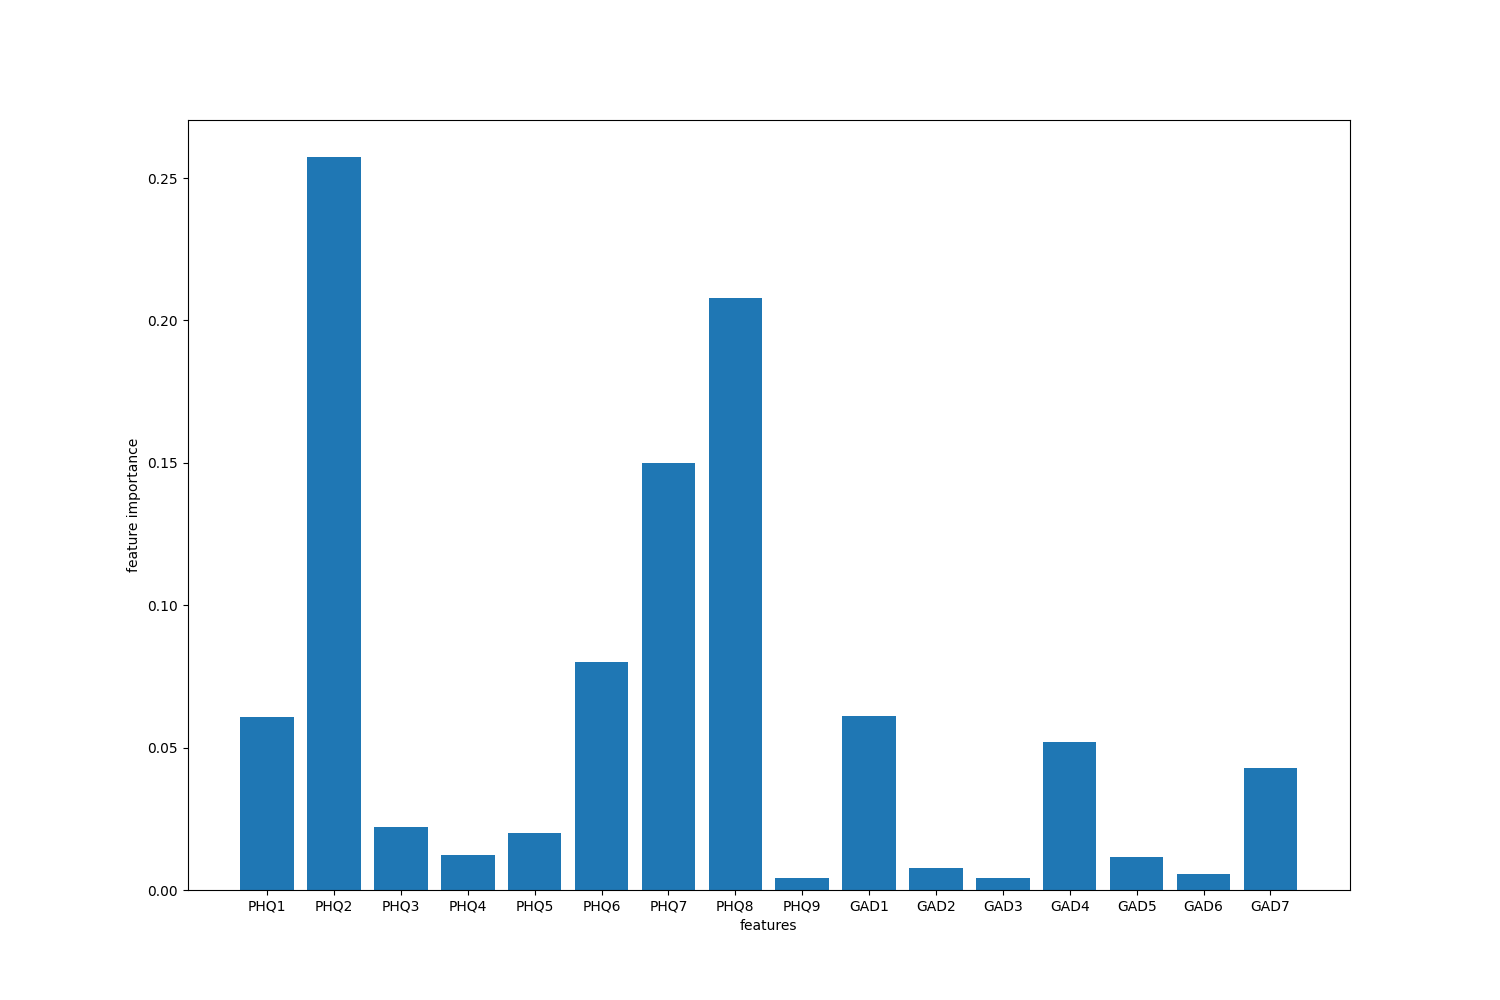 feature importance
0.25
0.20
0.15
0.10
0.05
0.00
PHQ1 PHQ2 PHQ3 PHQ4 PHQ5 PHQ6 PHQ7 PHQ8 PHQ9 GAD1 GAD2 GAD3 GAD4 GAD5 GAD6 GAD7
features